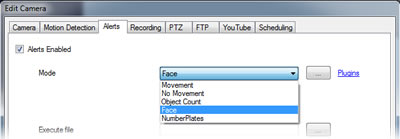 Edit Camera
Camera Motion Detection Alerts Recording PTZ FTP YouTube Scheduling
Alerts Enabled
Mode Face ... Plugins
Movement
No Movement
Object Count
Face
NumberPlates
Execute file